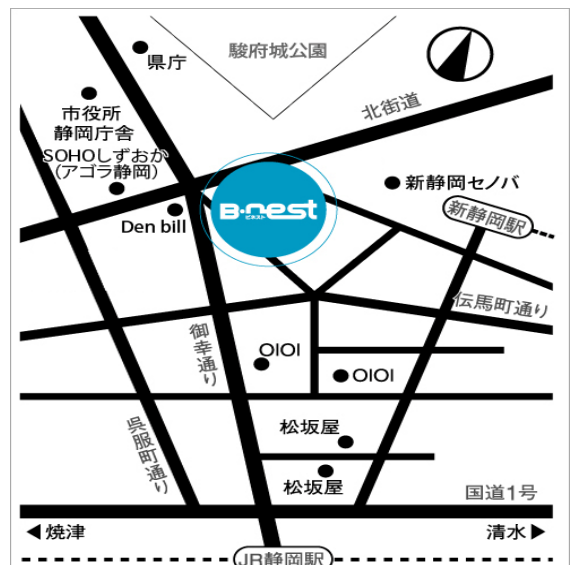 県庁
駿府城公園
北街道
市役所
静岡庁舎
SOHOしずおか
（アゴラ静岡）
新静岡セノバ
新静岡駅
B·nest
ビネスト
Den bill
伝馬町通り
御幸通り
OIOI
OIOI
呉服町通り
松坂屋
松坂屋
国道1号
◀焼津
清水▶
JR静岡駅